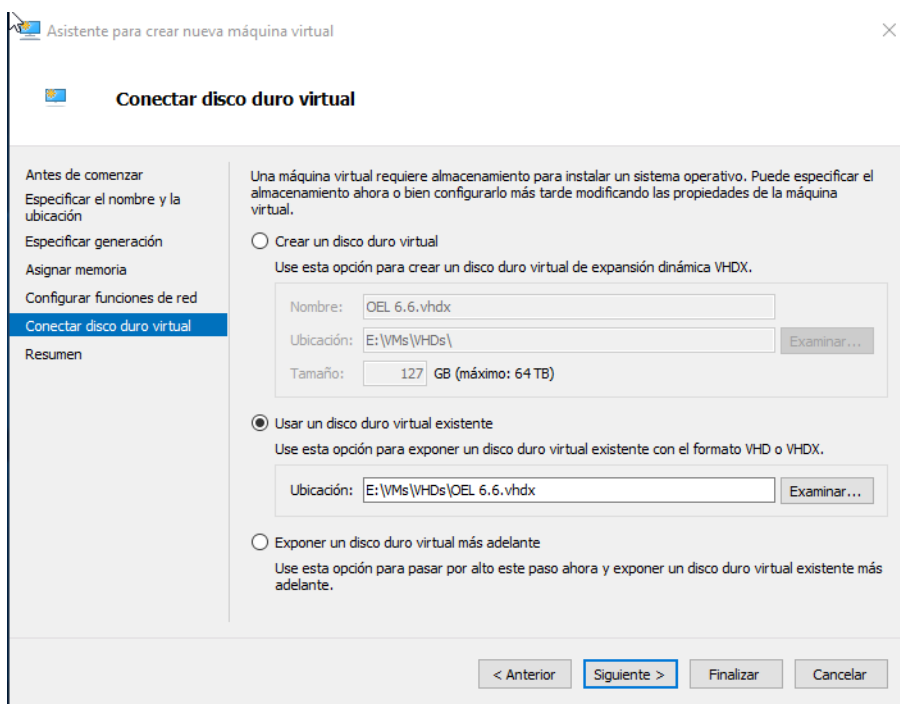 Asistente para crear nueva máquina virtual
Conectar disco duro virtual
Antes de comenzar
Especificar el nombre y la
ubicación
Especificar generación
Asignar memoria
Configurar funciones de red
Conectar disco duro virtual
Resumen
Una máquina virtual requiere almacenamiento para instalar un sistema operativo. Puede especificar el
almacenamiento ahora o bien configurarlo más tarde modificando las propiedades de la máquina
virtual.
Crear un disco duro virtual
Use esta opción para crear un disco duro virtual de expansión dinámica VHDX.
Nombre: OEL 6.6.vhdx
Ubicación: E:\VMs\VHDs\ Examinar...
Tamaño: 127 GB (máximo: 64 TB)
Usar un disco duro virtual existente
Use esta opción para exponer un disco duro virtual existente con el formato VHD o VHDX.
Ubicación: E:\VMs\VHDs\OEL 6.6.vhdx Examinar...
Exponer un disco duro virtual más adelante
Use esta opción para pasar por alto este paso ahora y exponer un disco duro virtual existente más
adelante.
< Anterior Siguiente > Finalizar Cancelar